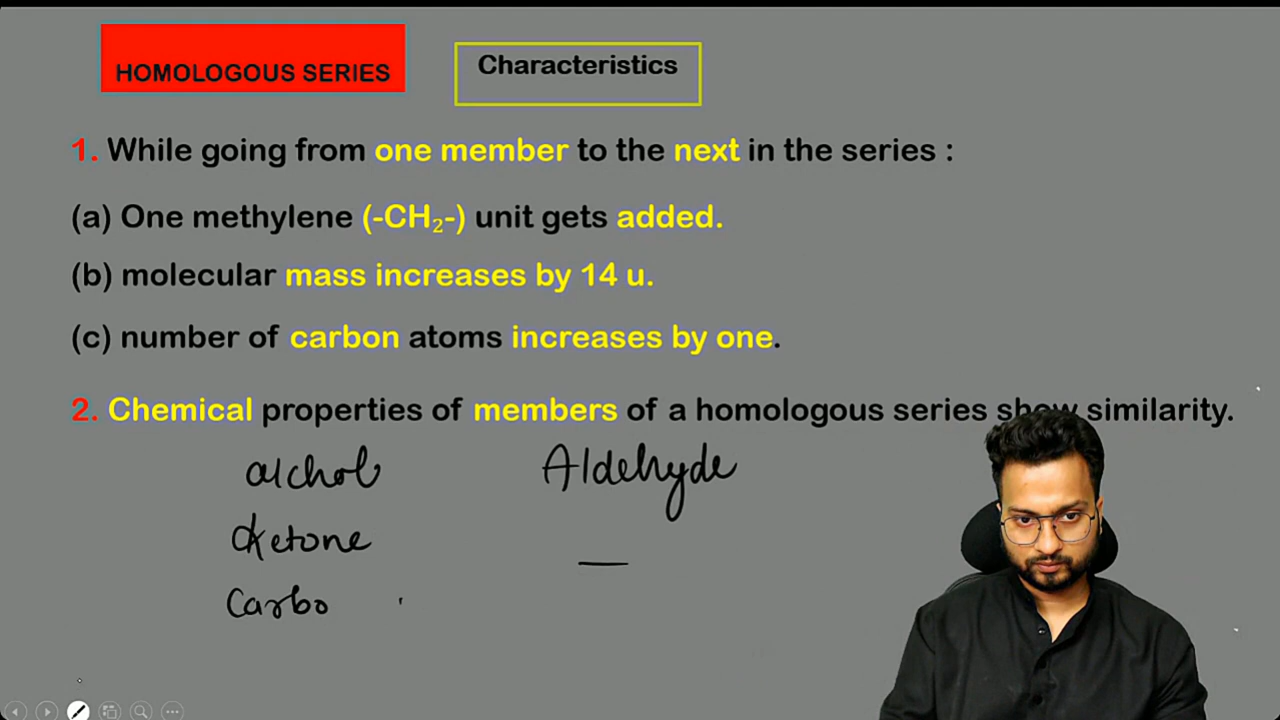 HOMOLOGOUS SERIES
Characteristics
1. While going from one member to the next in the series :
(a) One methylene (-CH₂-) unit gets added.
(b) molecular mass increases by 14 u.
(c) number of carbon atoms increases by one.
2. Chemical properties of members of a homologous series show similarity.
alchol Aldehyde
Ketone
Carbo